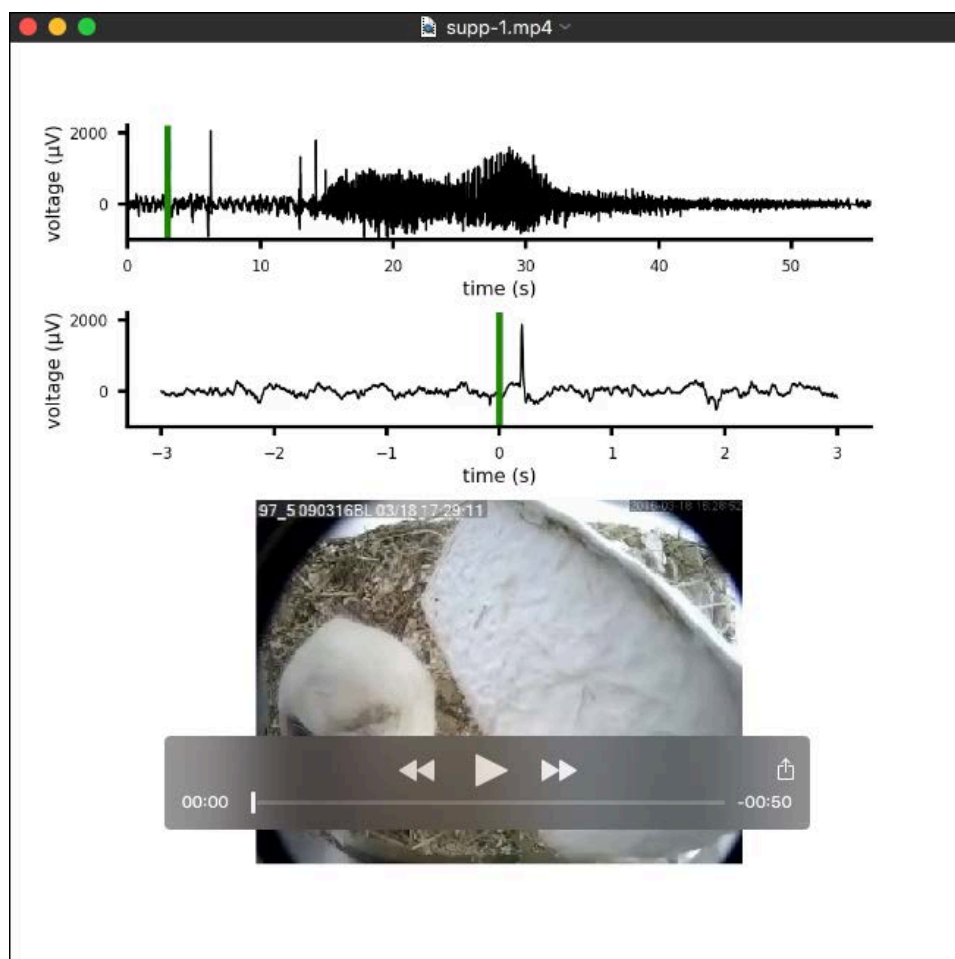 supp-1.mp4
voltage (µV)
2000
0
0 10 20 30 40 50
time (s)
voltage (µV)
2000
0
−3 −2 −1 0 1 2 3
time (s)
97_5 090316BL 03/18 17:29:11
00:00 -00:50